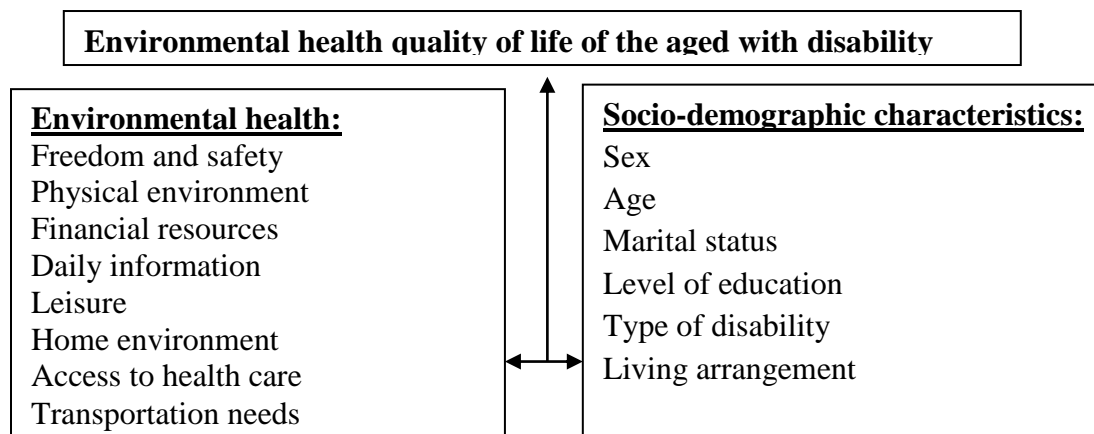 Environmental health quality of life of the aged with disability
Environmental health:
Freedom and safety
Physical environment
Financial resources
Daily information
Leisure
Home environment
Access to health care
Transportation needs
Socio-demographic characteristics:
Sex
Age
Marital status
Level of education
Type of disability
Living arrangement